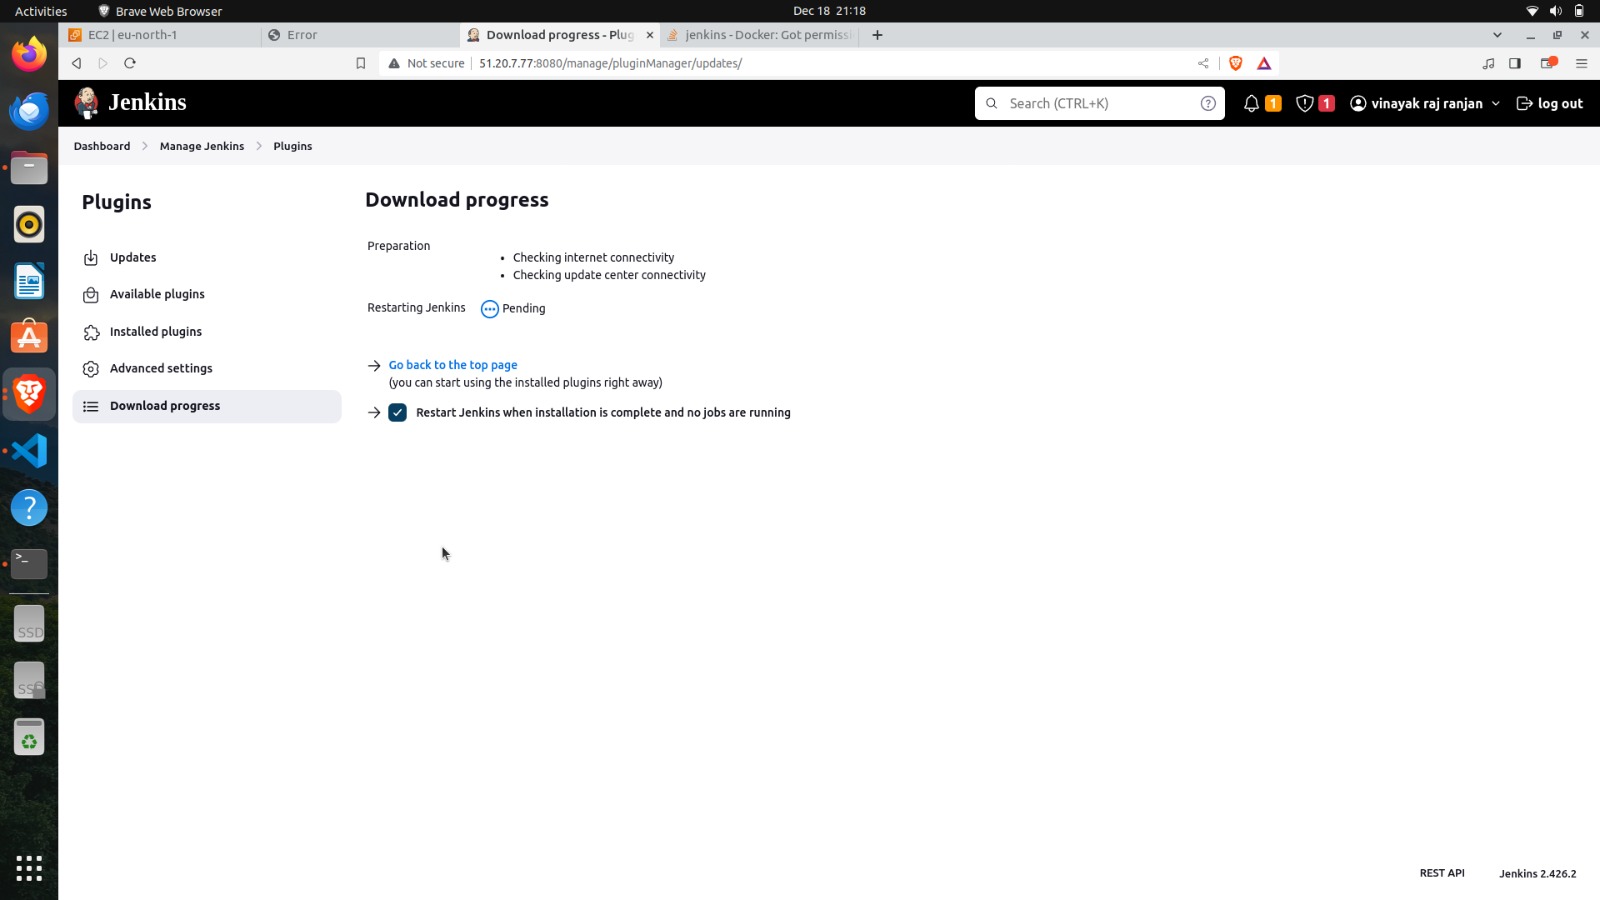 Activities
Brave Web Browser
Dec 18 21:18
EC2 | eu-north-1
Error
Download progress - Plug
jenkins - Docker: Got permissi
Not secure
51.20.7.77:8080/manage/pluginManager/updates/
Jenkins
Search (CTRL+K)
1
1
vinayak raj ranjan
log out
Dashboard
Manage Jenkins
Plugins
Plugins
Updates
Available plugins
Installed plugins
Advanced settings
Download progress
Download progress
Preparation
• Checking internet connectivity
• Checking update center connectivity
Restarting Jenkins
Pending
Go back to the top page
(you can start using the installed plugins right away)
Restart Jenkins when installation is complete and no jobs are running
SSD
REST API
Jenkins 2.426.2